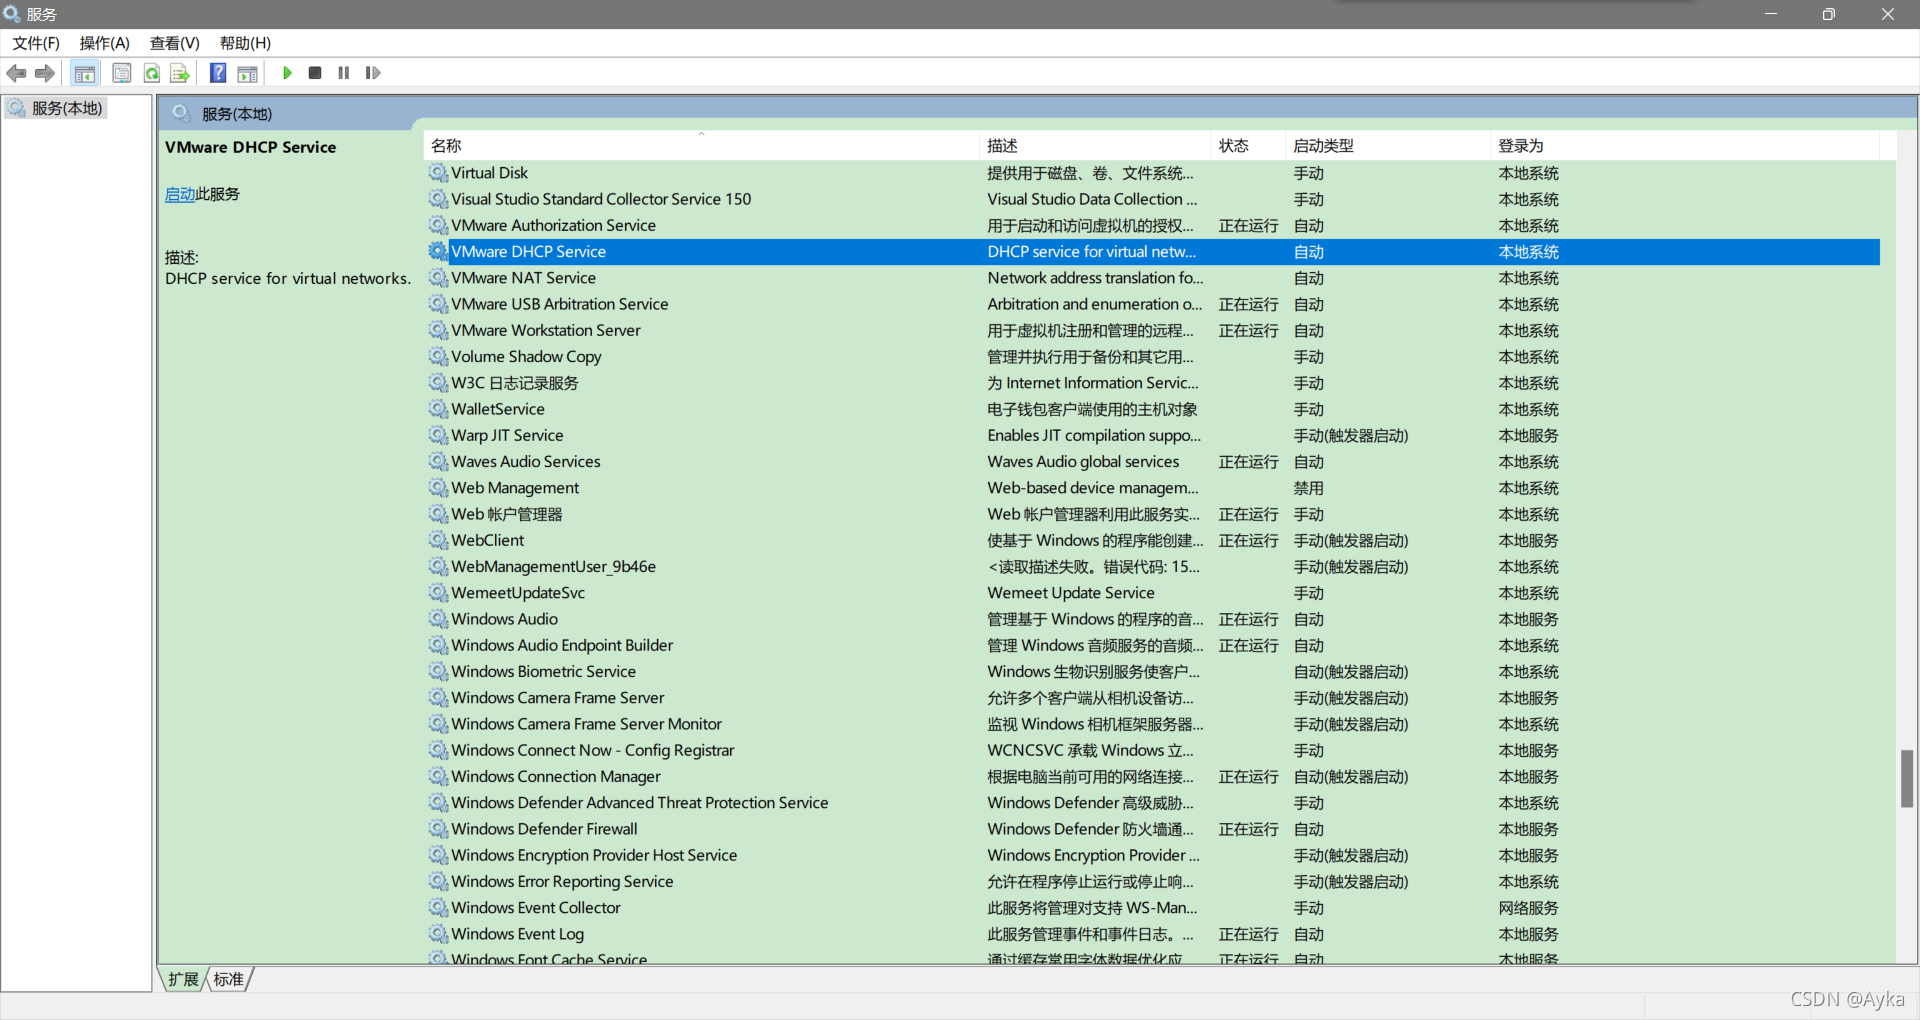 服务
文件(F) 操作(A) 查看(V) 帮助(H)
服务(本地)
服务(本地)
VMware DHCP Service
启动此服务
描述:
DHCP service for virtual networks.
名称 描述 状态 启动类型 登录为
Virtual Disk 提供用于磁盘、卷、文件系统... 手动 本地系统
Visual Studio Standard Collector Service 150 Visual Studio Data Collection ... 手动 本地系统
VMware Authorization Service 用于启动和访问虚拟机的授权... 正在运行 自动 本地系统
VMware DHCP Service DHCP service for virtual netw... 自动 本地系统
VMware NAT Service Network address translation fo... 自动 本地系统
VMware USB Arbitration Service Arbitration and enumeration o... 正在运行 自动 本地系统
VMware Workstation Server 用于虚拟机注册和管理的远程... 正在运行 自动 本地系统
Volume Shadow Copy 管理并执行用于备份和其它用... 手动 本地系统
W3C 日志记录服务 为 Internet Information Servic... 手动 本地系统
WalletService 电子钱包客户端使用的主机对象 手动 本地系统
Warp JIT Service Enables JIT compilation suppo... 手动(触发器启动) 本地服务
Waves Audio Services Waves Audio global services 正在运行 自动 本地系统
Web Management Web-based device managem... 禁用 本地系统
Web 帐户管理器 Web 帐户管理器利用此服务实... 正在运行 手动 本地系统
WebClient 使基于 Windows 的程序能创建... 正在运行 手动(触发器启动) 本地服务
WebManagementUser_9b46e <读取描述失败。错误代码: 15... 手动(触发器启动) 本地系统
WemeetUpdateSvc Wemeet Update Service 手动 本地系统
Windows Audio 管理基于 Windows 的程序的音... 正在运行 自动 本地服务
Windows Audio Endpoint Builder 管理 Windows 音频服务的音频... 正在运行 自动 本地系统
Windows Biometric Service Windows 生物识别服务使客户... 自动(触发器启动) 本地系统
Windows Camera Frame Server 允许多个客户端从相机设备访... 手动(触发器启动) 本地服务
Windows Camera Frame Server Monitor 监视 Windows 相机框架服务器... 手动(触发器启动) 本地系统
Windows Connect Now - Config Registrar WCNCSVC 承载 Windows 立... 手动 本地服务
Windows Connection Manager 根据电脑当前可用的网络连接... 正在运行 自动(触发器启动) 本地服务
Windows Defender Advanced Threat Protection Service Windows Defender 高级威胁... 手动 本地系统
Windows Defender Firewall Windows Defender 防火墙通... 正在运行 自动 本地服务
Windows Encryption Provider Host Service Windows Encryption Provider ... 手动(触发器启动) 本地服务
Windows Error Reporting Service 允许在程序停止运行或停止响... 手动(触发器启动) 本地系统
Windows Event Collector 此服务将管理对支持 WS-Man... 手动 网络服务
Windows Event Log 此服务管理事件和事件日志。... 正在运行 自动 本地服务
Windows Font Cache Service 通过缓存常用字体数据优化应 正在运行 自动 本地服务
扩展 标准
CSDN @Ayka